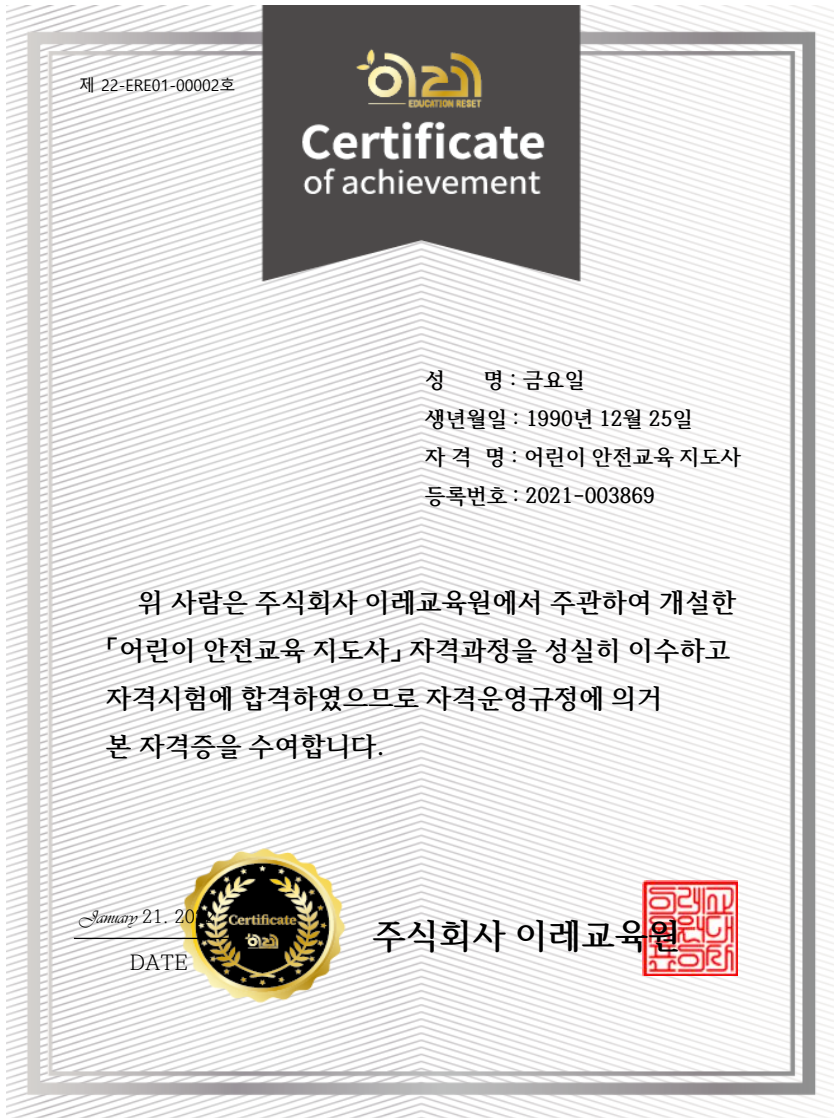 제 22-ERE01-00002호
이레
EDUCATION RESET
Certificate
of achievement
성 명 : 금요일
생년월일 : 1990년 12월 25일
자 격 명 : 어린이 안전교육 지도사
등록번호 : 2021-003869
위 사람은 주식회사 이레교육원에서 주관하여 개설한
「어린이 안전교육 지도사」 자격과정을 성실히 이수하고
자격시험에 합격하였으므로 자격운영규정에 의거
본 자격증을 수여합니다.
January 21. 20
DATE
Certificate
이레
주식회사 이레교육원